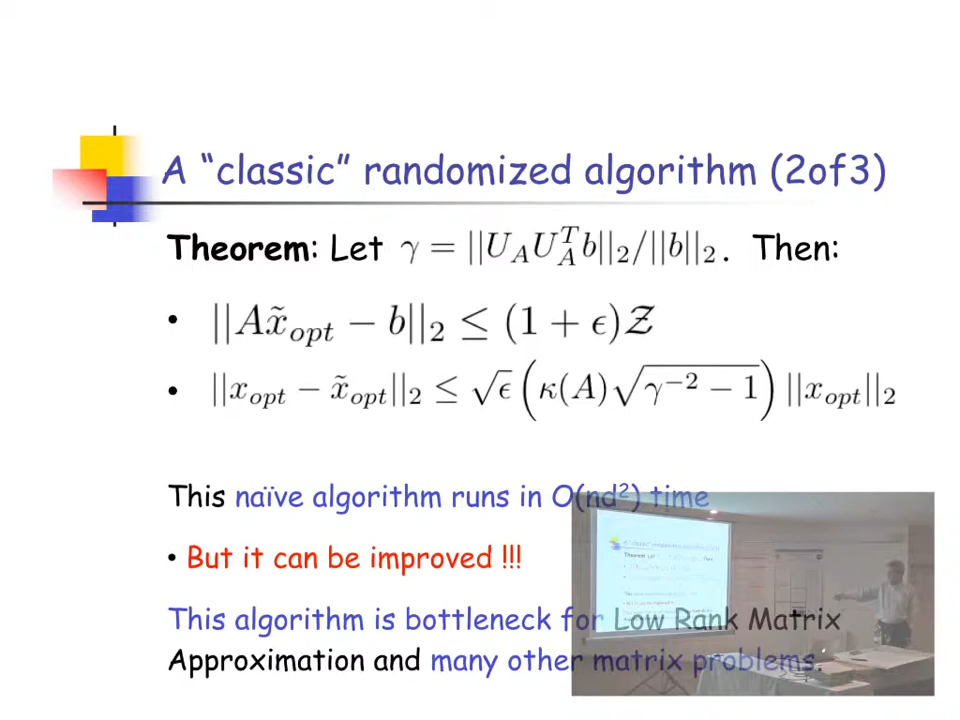 A “classic” randomized algorithm (2of3)
Theorem: Let γ = ||U_A U_A^T b||_2/||b||_2. Then:
• ||Ax̃_opt − b||_2 ≤ (1 + ϵ)𝒵
• ||x_opt − x̃_opt||_2 ≤ √ϵ (κ(A)√(γ^−2 − 1)) ||x_opt||_2
This naïve algorithm runs in O(nd²) time
• But it can be improved !!!
This algorithm is bottleneck for Low Rank Matrix
Approximation and many other matrix problems.